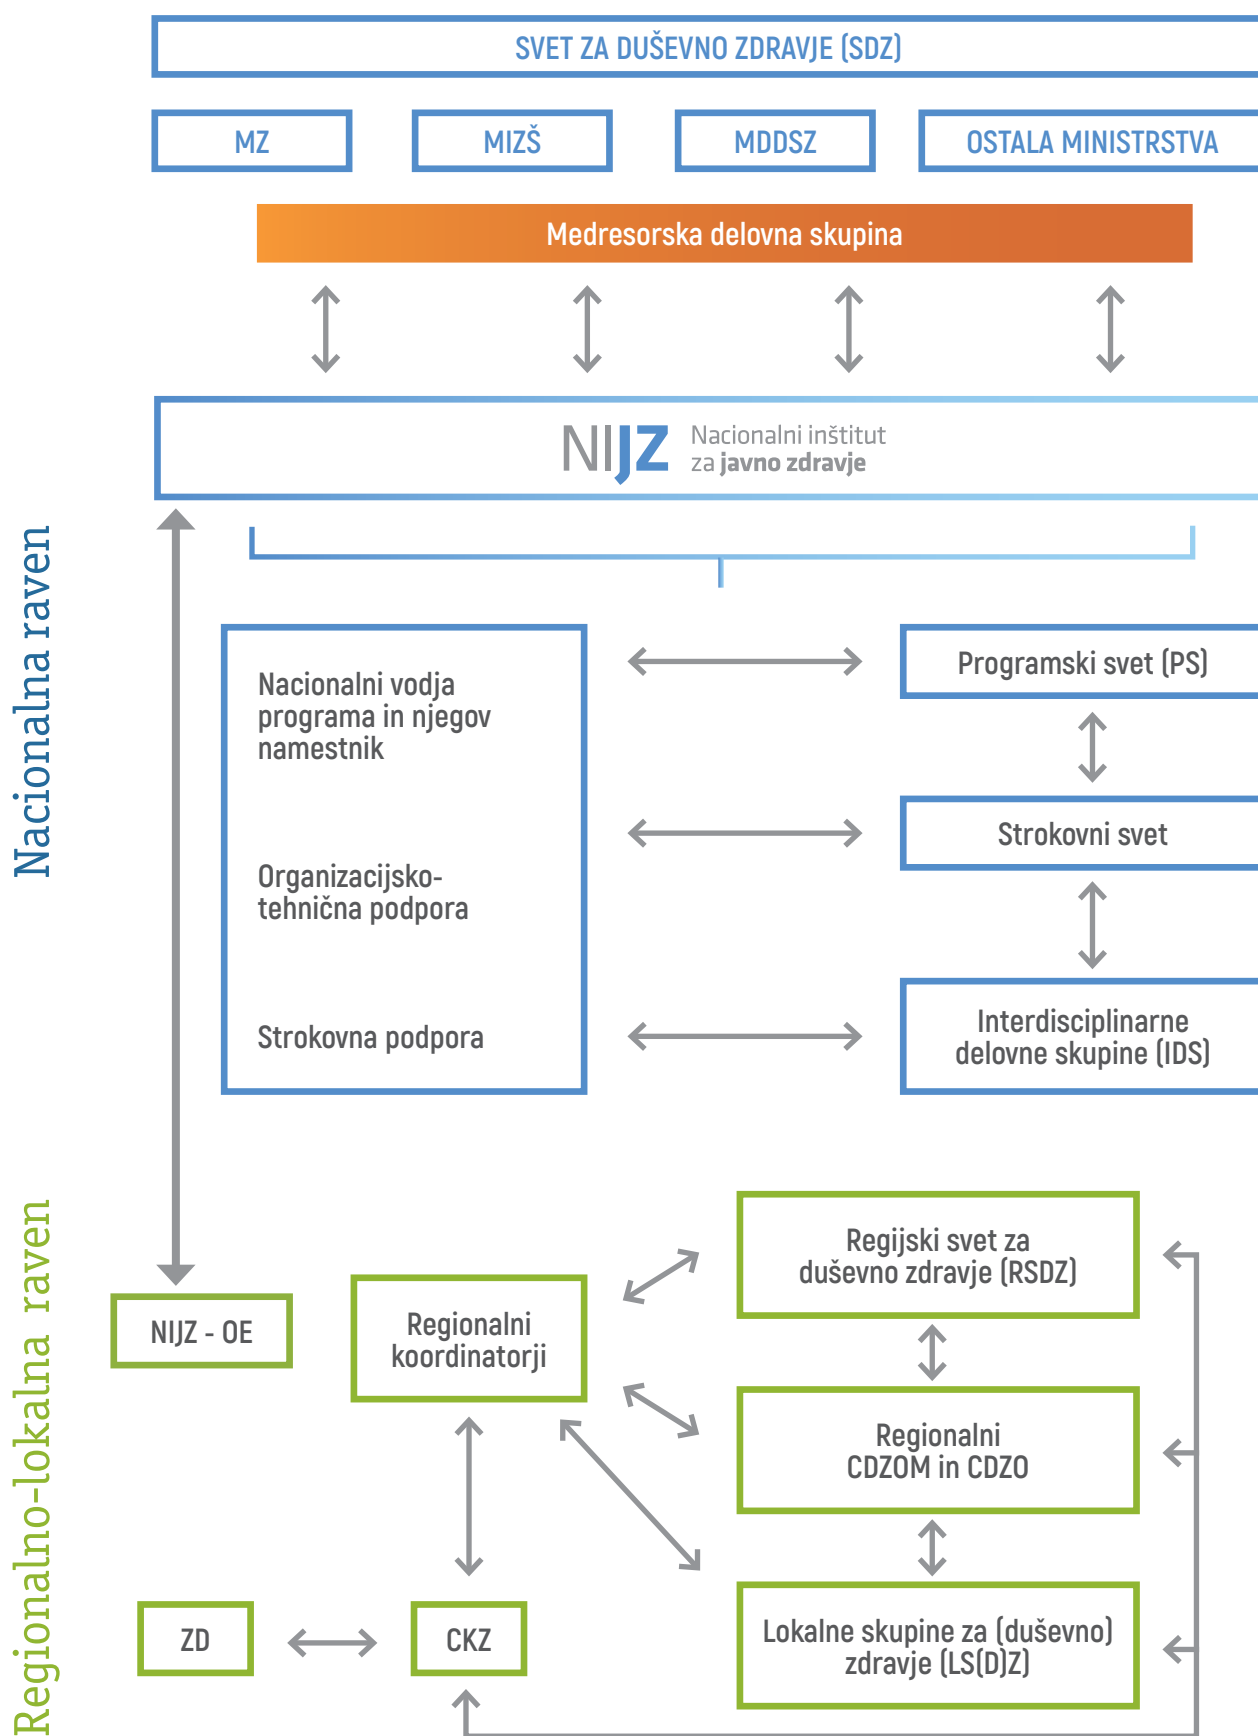 SVET ZA DUŠEVNO ZDRAVJE (SDZ)
MZ
MIZŠ
MDDSZ
OSTALA MINISTRSTVA
Medresorska delovna skupina
NIJZ
Nacionalni inštitut
za javno zdravje
Nacionalna raven
Nacionalni vodja
programa in njegov
namestnik
Organizacijsko-
tehnična podpora
Strokovna podpora
Programski svet (PS)
Strokovni svet
Interdisciplinarne
delovne skupine (IDS)
Regionalno-lokalna raven
NIJZ - OE
Regionalni
koordinatorji
Regijski svet za
duševno zdravje (RSDZ)
Regionalni
CDZOM in CDZO
ZD
CKZ
Lokalne skupine za (duševno)
zdravje (LS(D)Z)